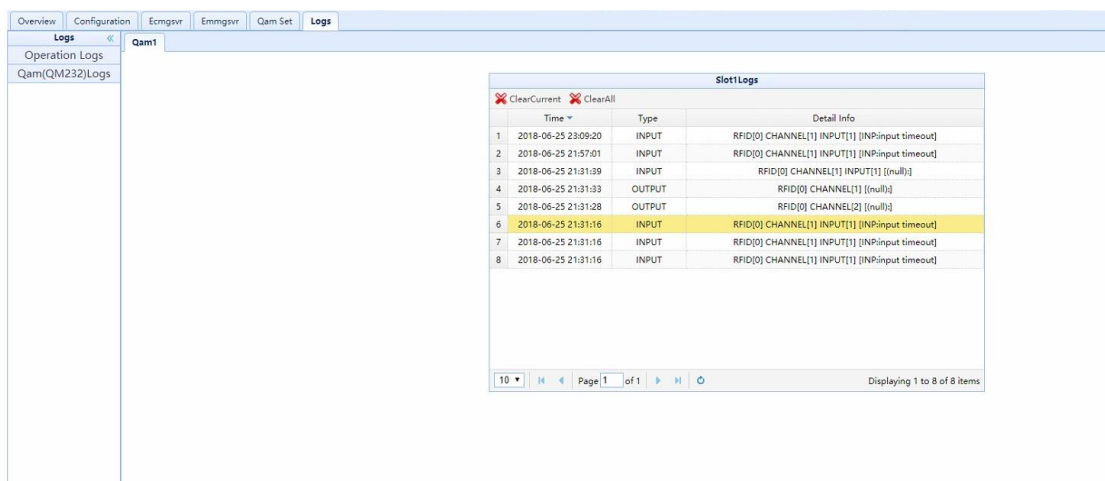 Overview Configuration Ecmgsvr Emmgsvr Qam Set Logs
Logs «
Operation Logs
Qam(QM232)Logs
Qam1
Slot1Logs
ClearCurrent ClearAll
Time Type Detail Info
1 2018-06-25 23:09:20 INPUT RFID[0] CHANNEL[1] INPUT[1] [INP:input timeout]
2 2018-06-25 21:57:01 INPUT RFID[0] CHANNEL[1] INPUT[1] [INP:input timeout]
3 2018-06-25 21:31:39 INPUT RFID[0] CHANNEL[1] INPUT[1] [(null):]
4 2018-06-25 21:31:33 OUTPUT RFID[0] CHANNEL[1] [(null):]
5 2018-06-25 21:31:28 OUTPUT RFID[0] CHANNEL[2] [(null):]
6 2018-06-25 21:31:16 INPUT RFID[0] CHANNEL[1] INPUT[1] [INP:input timeout]
7 2018-06-25 21:31:16 INPUT RFID[0] CHANNEL[1] INPUT[1] [INP:input timeout]
8 2018-06-25 21:31:16 INPUT RFID[0] CHANNEL[1] INPUT[1] [INP:input timeout]
10 Page 1 of 1 Displaying 1 to 8 of 8 items